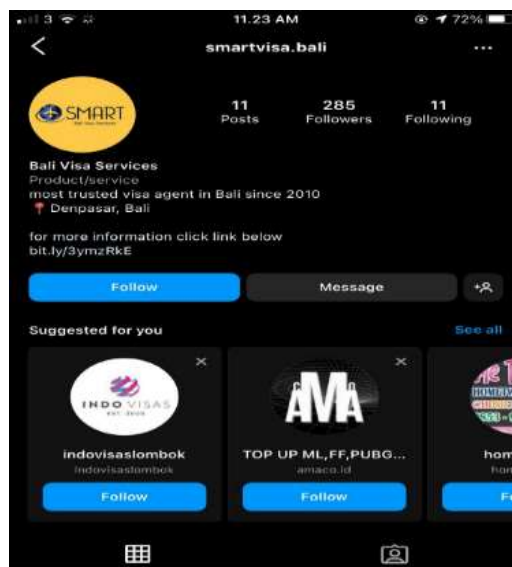 3
11.23 AM
72%
smartvisa.bali
SMART
11
285
11
Posts
Followers
Following
Bali Visa Services
Product/service
most trusted visa agent in Bali since 2010
Denpasar, Bali
for more information click link below
bit.ly/3ymzRkE
Follow
Message
Suggested for you
See all
INDO VISAS
AMA
indovisaslombok
Indovisaslombok
Follow
TOP UP ML,FF,PUBG...
amaco.id
Follow
hom